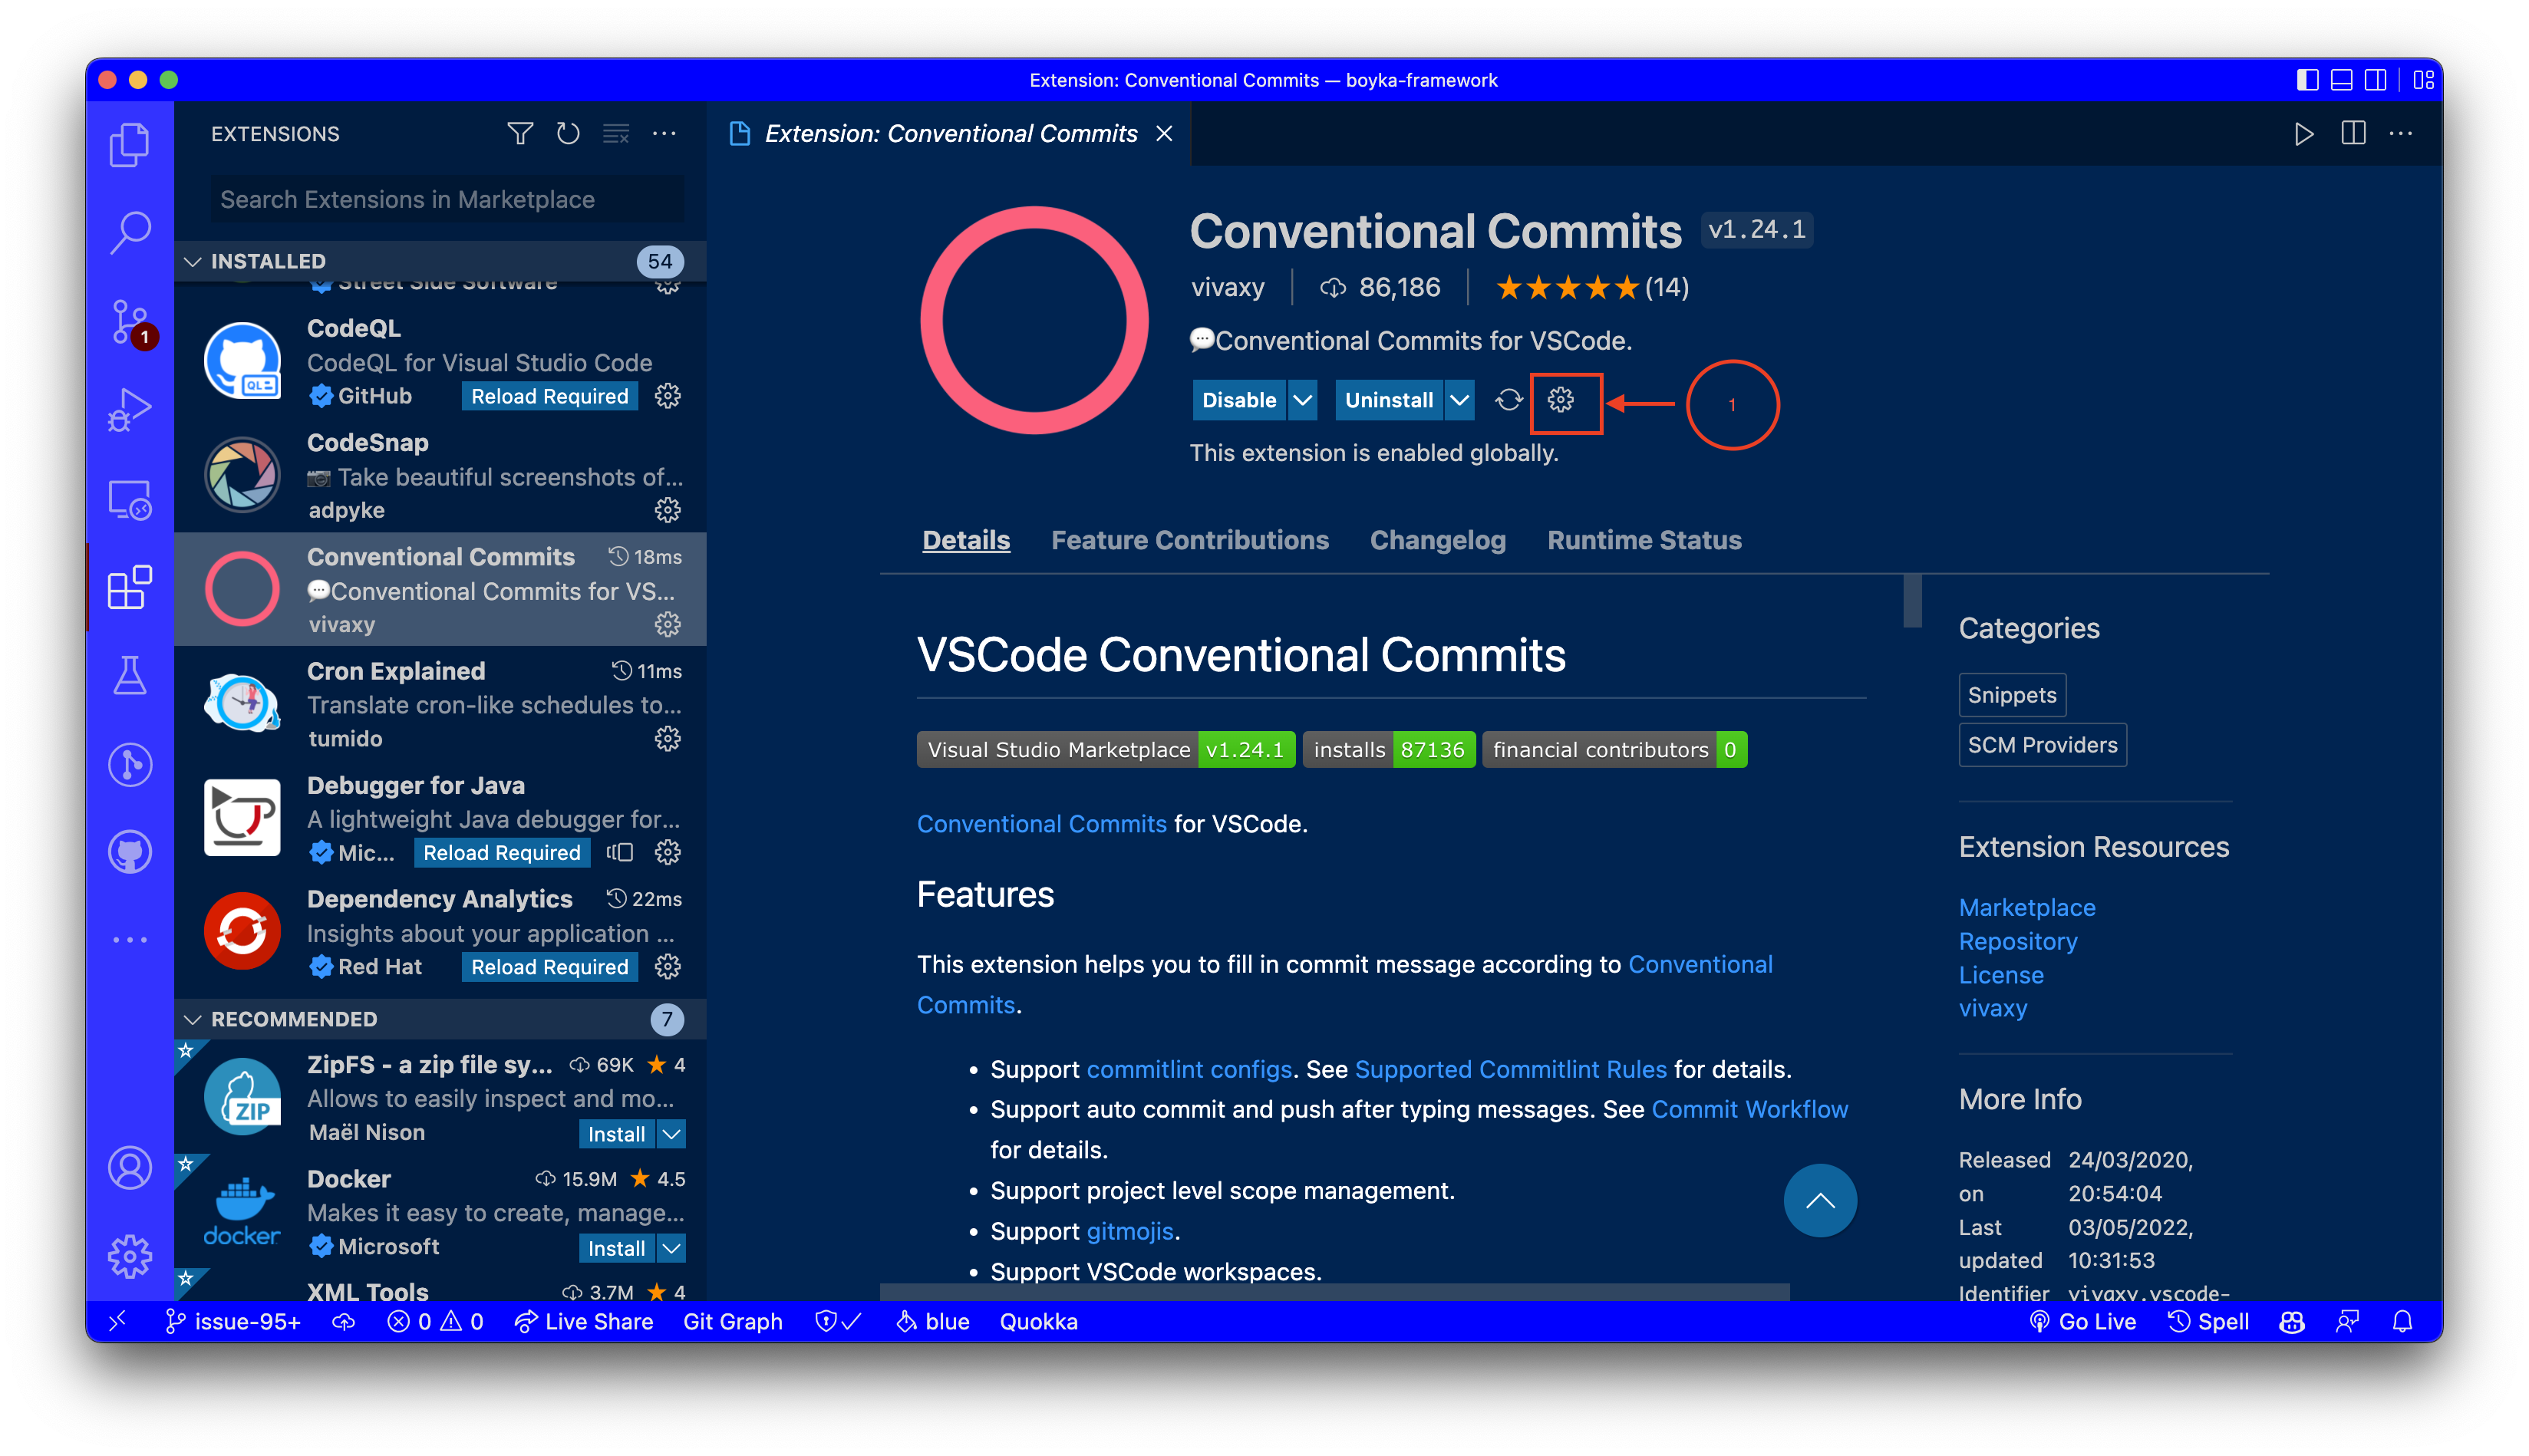 Extension: Conventional Commits — boyka-framework
EXTENSIONS
Search Extensions in Marketplace
INSTALLED 54
Street Side Software
CodeQL
CodeQL for Visual Studio Code
GitHub Reload Required
CodeSnap
Take beautiful screenshots of...
adpyke
Conventional Commits 18ms
Conventional Commits for VS...
vivaxy
Cron Explained 11ms
Translate cron-like schedules to...
tumido
Debugger for Java
A lightweight Java debugger for...
Mic... Reload Required
Dependency Analytics 22ms
Insights about your application ...
Red Hat Reload Required
RECOMMENDED 7
ZipFS - a zip file sy... 69K 4
Allows to easily inspect and mo...
Maël Nison Install
Docker 15.9M 4.5
Makes it easy to create, manage...
Microsoft Install
XML Tools 3.7M 4
1
QL
ZIP
docker
Extension: Conventional Commits
Conventional Commits v1.24.1
vivaxy 86,186 (14)
Conventional Commits for VSCode.
Disable Uninstall 1
This extension is enabled globally.
Details Feature Contributions Changelog Runtime Status
VSCode Conventional Commits
Visual Studio Marketplace v1.24.1 installs 87136 financial contributors 0
Conventional Commits for VSCode.
Features
This extension helps you to fill in commit message according to Conventional
Commits.
• Support commitlint configs. See Supported Commitlint Rules for details.
• Support auto commit and push after typing messages. See Commit Workflow
for details.
• Support project level scope management.
• Support gitmojis.
• Support VSCode workspaces.
Categories
Snippets
SCM Providers
Extension Resources
Marketplace
Repository
License
vivaxy
More Info
Released 24/03/2020,
on 20:54:04
Last 03/05/2022,
updated 10:31:53
Identifier vivaxy.vscode-
issue-95+ 0 0 Live Share Git Graph blue Quokka Go Live Spell